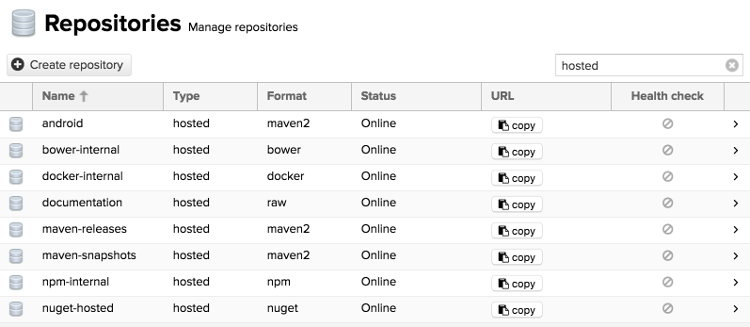 Repositories Manage repositories
Create repository hosted
Name Type Format Status URL Health check
android hosted maven2 Online copy
bower-internal hosted bower Online copy
docker-internal hosted docker Online copy
documentation hosted raw Online copy
maven-releases hosted maven2 Online copy
maven-snapshots hosted maven2 Online copy
npm-internal hosted npm Online copy
nuget-hosted hosted nuget Online copy